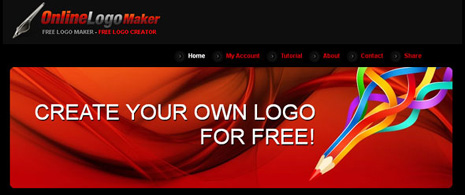 OnlineLogoMaker
FREE LOGO MAKER - FREE LOGO CREATOR
Home My Account Tutorial About Contact Share
CREATE YOUR OWN LOGO
FOR FREE!